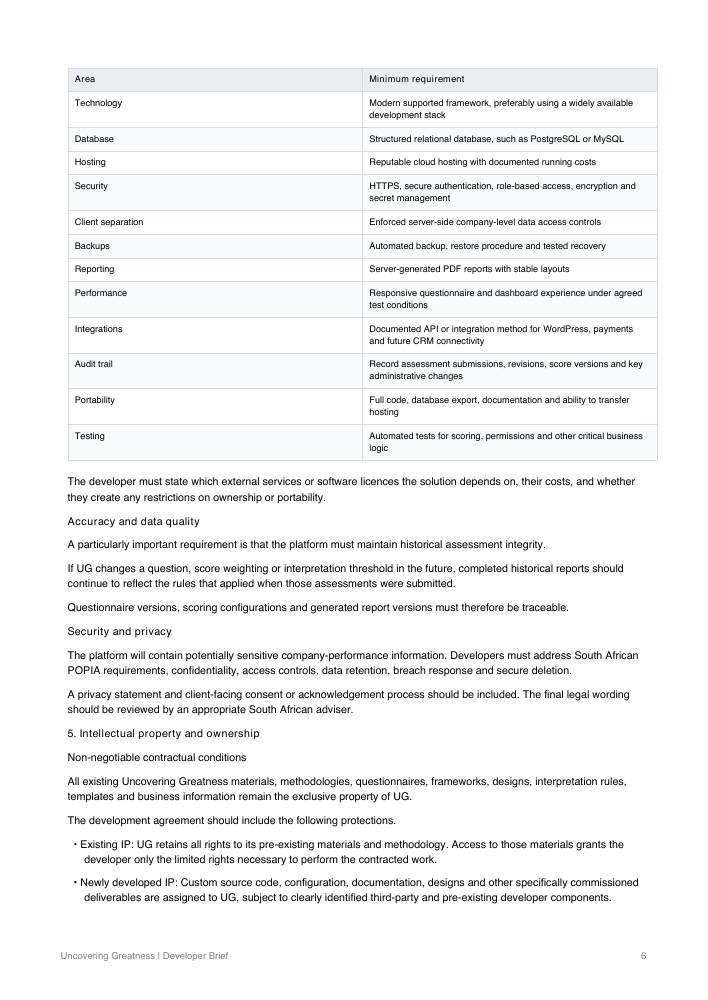 Area Minimum requirement
Technology Modern supported framework, preferably using a widely available
development stack
Database Structured relational database, such as PostgreSQL or MySQL
Hosting Reputable cloud hosting with documented running costs
Security HTTPS, secure authentication, role-based access, encryption and
secret management
Client separation Enforced server-side company-level data access controls
Backups Automated backup, restore procedure and tested recovery
Reporting Server-generated PDF reports with stable layouts
Performance Responsive questionnaire and dashboard experience under agreed
test conditions
Integrations Documented API or integration method for WordPress, payments
and future CRM connectivity
Audit trail Record assessment submissions, revisions, score versions and key
administrative changes
Portability Full code, database export, documentation and ability to transfer
hosting
Testing Automated tests for scoring, permissions and other critical business
logic
The developer must state which external services or software licences the solution depends on, their costs, and whether
they create any restrictions on ownership or portability.
Accuracy and data quality
A particularly important requirement is that the platform must maintain historical assessment integrity.
If UG changes a question, score weighting or interpretation threshold in the future, completed historical reports should
continue to reflect the rules that applied when those assessments were submitted.
Questionnaire versions, scoring configurations and generated report versions must therefore be traceable.
Security and privacy
The platform will contain potentially sensitive company-performance information. Developers must address South African
POPIA requirements, confidentiality, access controls, data retention, breach response and secure deletion.
A privacy statement and client-facing consent or acknowledgement process should be included. The final legal wording
should be reviewed by an appropriate South African adviser.
5. Intellectual property and ownership
Non-negotiable contractual conditions
All existing Uncovering Greatness materials, methodologies, questionnaires, frameworks, designs, interpretation rules,
templates and business information remain the exclusive property of UG.
The development agreement should include the following protections.
• Existing IP: UG retains all rights to its pre-existing materials and methodology. Access to those materials grants the
developer only the limited rights necessary to perform the contracted work.
• Newly developed IP: Custom source code, configuration, documentation, designs and other specifically commissioned
deliverables are assigned to UG, subject to clearly identified third-party and pre-existing developer components.
Uncovering Greatness | Developer Brief 6